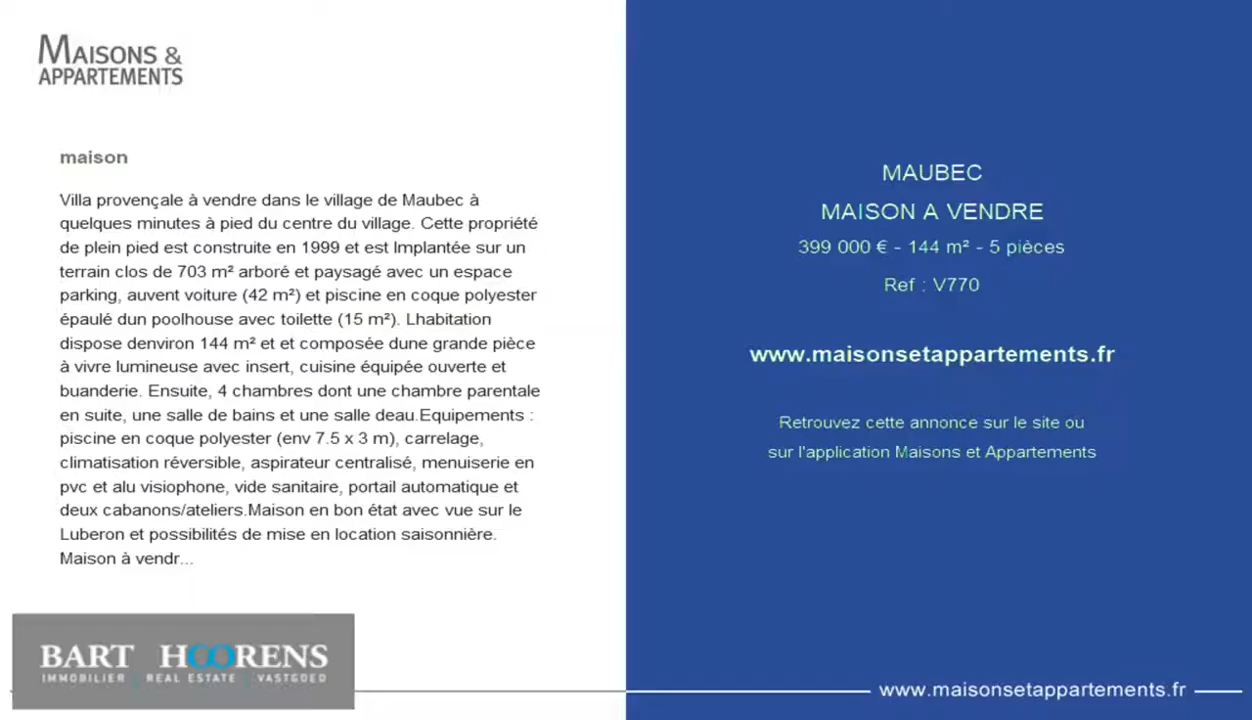 MAISONS &
APPARTEMENTS
maison
Villa provençale à vendre dans le village de Maubec à
quelques minutes à pied du centre du village. Cette propriété
de plein pied est construite en 1999 et est Implantée sur un
terrain clos de 703 m² arboré et paysagé avec un espace
parking, auvent voiture (42 m²) et piscine en coque polyester
épaulé dun poolhouse avec toilette (15 m²). Lhabitation
dispose denviron 144 m² et et composée dune grande pièce
à vivre lumineuse avec insert, cuisine équipée ouverte et
buanderie. Ensuite, 4 chambres dont une chambre parentale
en suite, une salle de bains et une salle deau.Equipements :
piscine en coque polyester (env 7.5 x 3 m), carrelage,
climatisation réversible, aspirateur centralisé, menuiserie en
pvc et alu visiophone, vide sanitaire, portail automatique et
deux cabanons/ateliers.Maison en bon état avec vue sur le
Luberon et possibilités de mise en location saisonnière.
Maison à vendr...
BART HOORENS
IMMOBILIER | REAL ESTATE | VASTGOED
MAUBEC
MAISON A VENDRE
399 000 € - 144 m² - 5 pièces
Ref : V770
www.maisonsetappartements.fr
Retrouvez cette annonce sur le site ou
sur l'application Maisons et Appartements
www.maisonsetappartements.fr